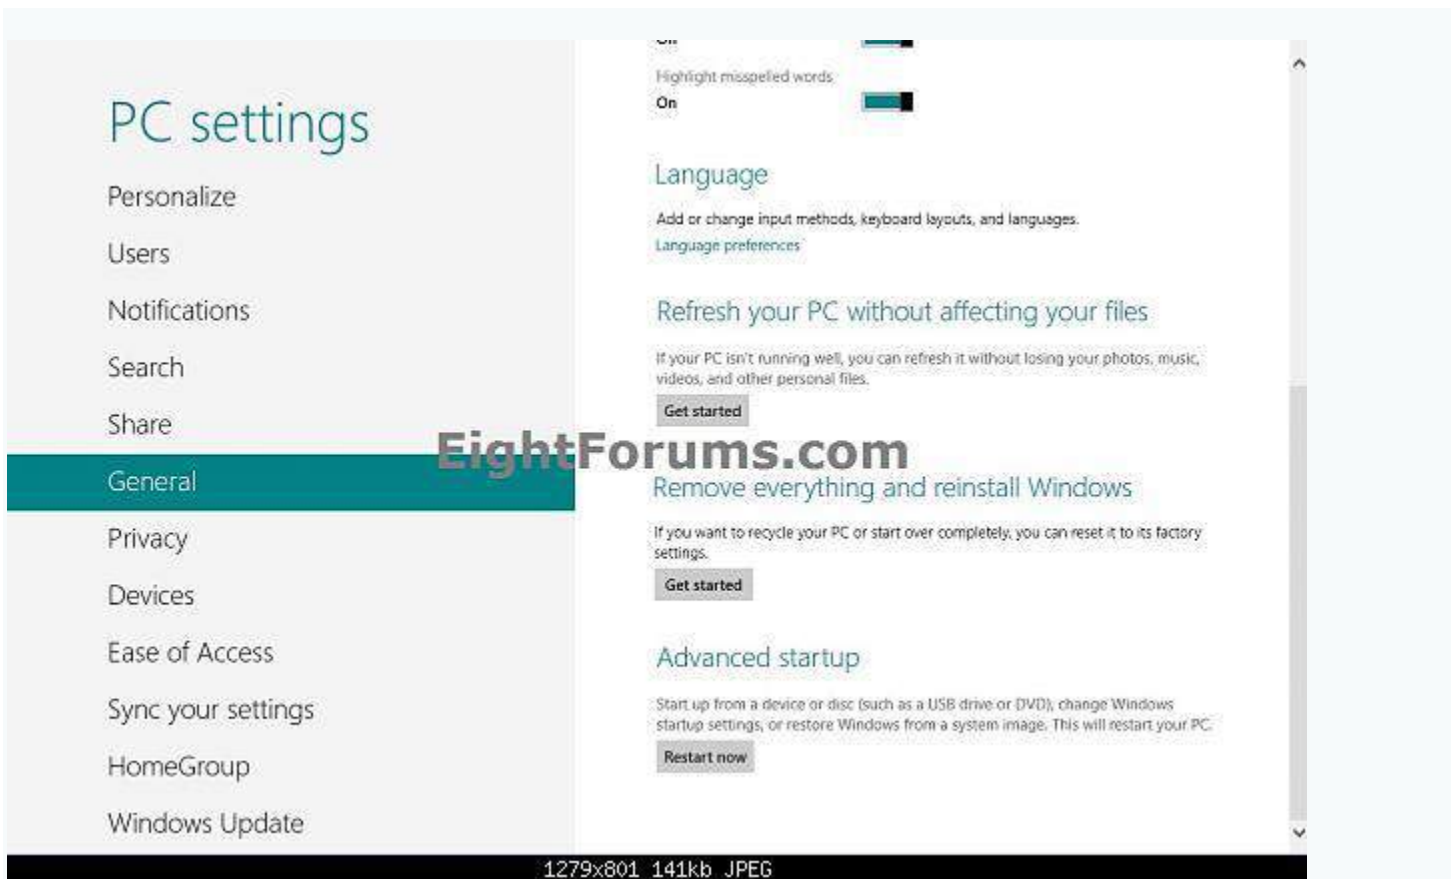 PC settings
Personalize
Users
Notifications
Search
Share
General
Privacy
Devices
Ease of Access
Sync your settings
HomeGroup
Windows Update
Highlight misspelled words
On
Language
Add or change input methods, keyboard layouts, and languages.
Language preferences
Refresh your PC without affecting your files
If your PC isn't running well, you can refresh it without losing your photos, music,
videos, and other personal files.
Get started
EightForums.com
Remove everything and reinstall Windows
If you want to recycle your PC or start over completely, you can reset it to its factory
settings.
Get started
Advanced startup
Start up from a device or disc (such as a USB drive or DVD), change Windows
startup settings, or restore Windows from a system image. This will restart your PC.
Restart now
1279x801 141kb JPEG